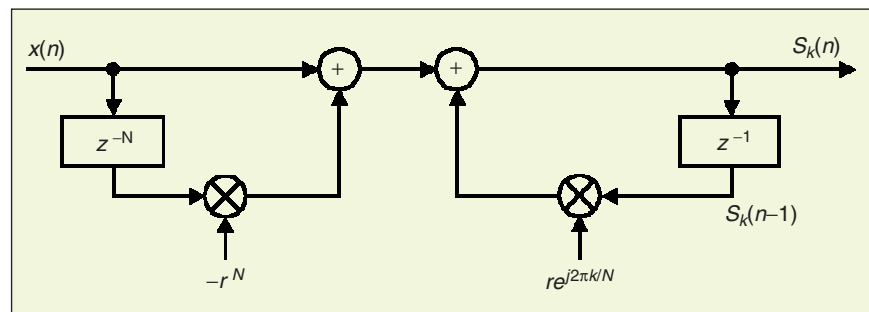 x(n)
S_k(n)
+
+
z^{−N}
z^{−1}
S_k(n−1)
−r^N
re^{j2πk/N}